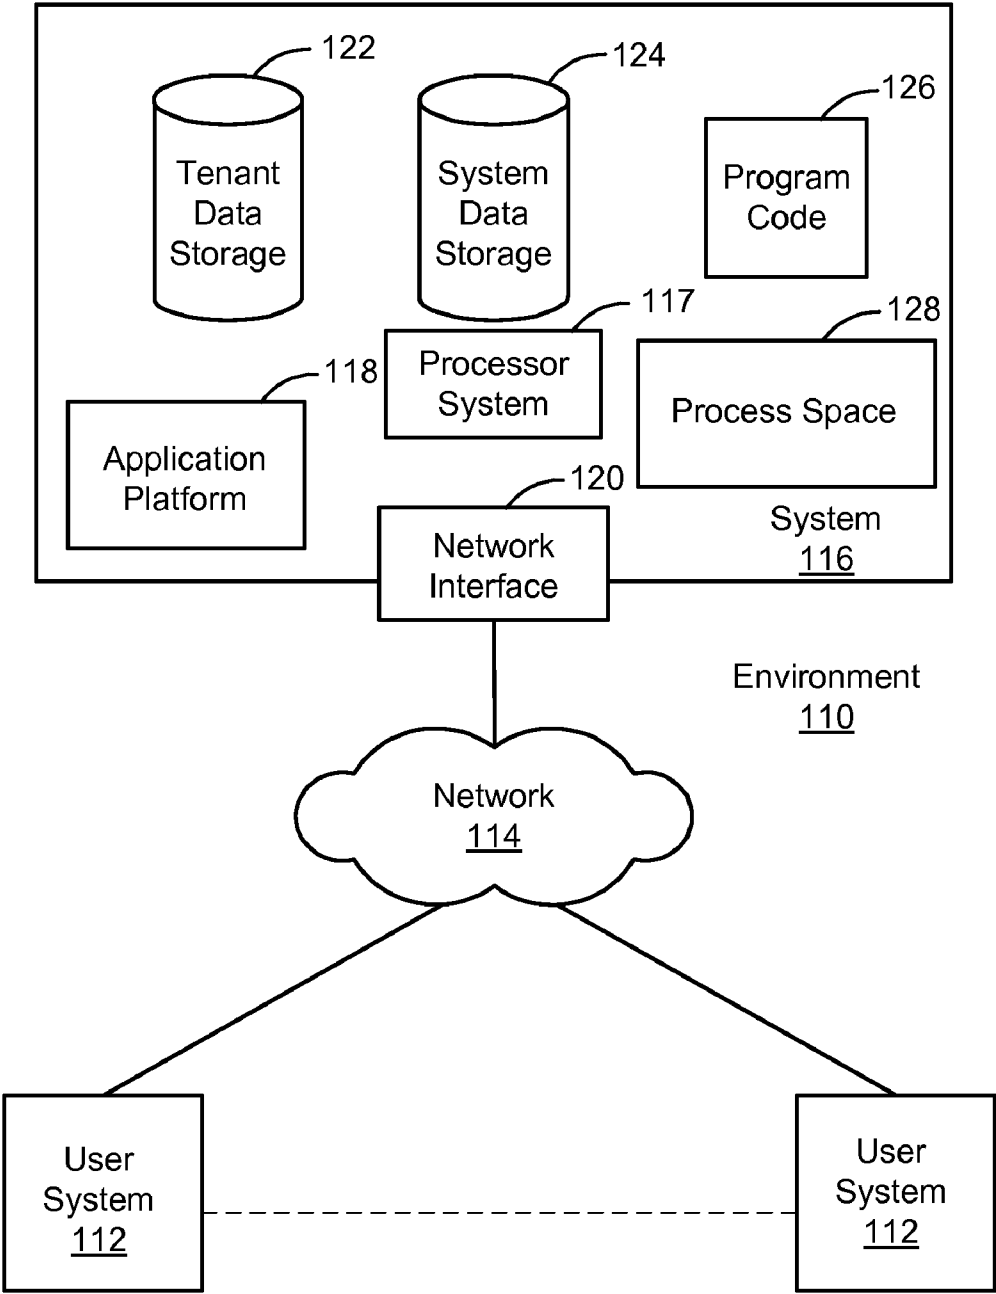 122
124
126
Tenant
Data
Storage
System
Data
Storage
Program
Code
117
128
118
Processor
System
Process Space
Application
Platform
120
System
116
Network
Interface
Environment
110
Network
114
User
System
112
User
System
112